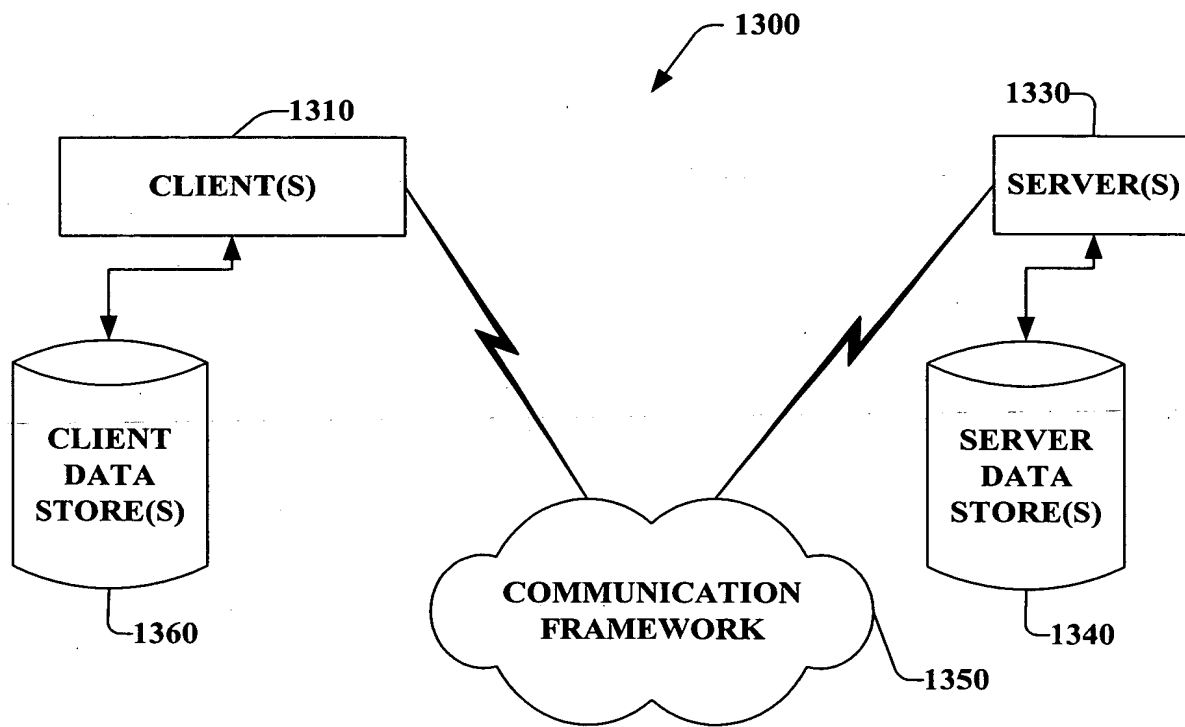 1300
1310
1330
CLIENT(S)
SERVER(S)
CLIENT
DATA
STORE(S)
SERVER
DATA
STORE(S)
COMMUNICATION
FRAMEWORK
1360
1340
1350